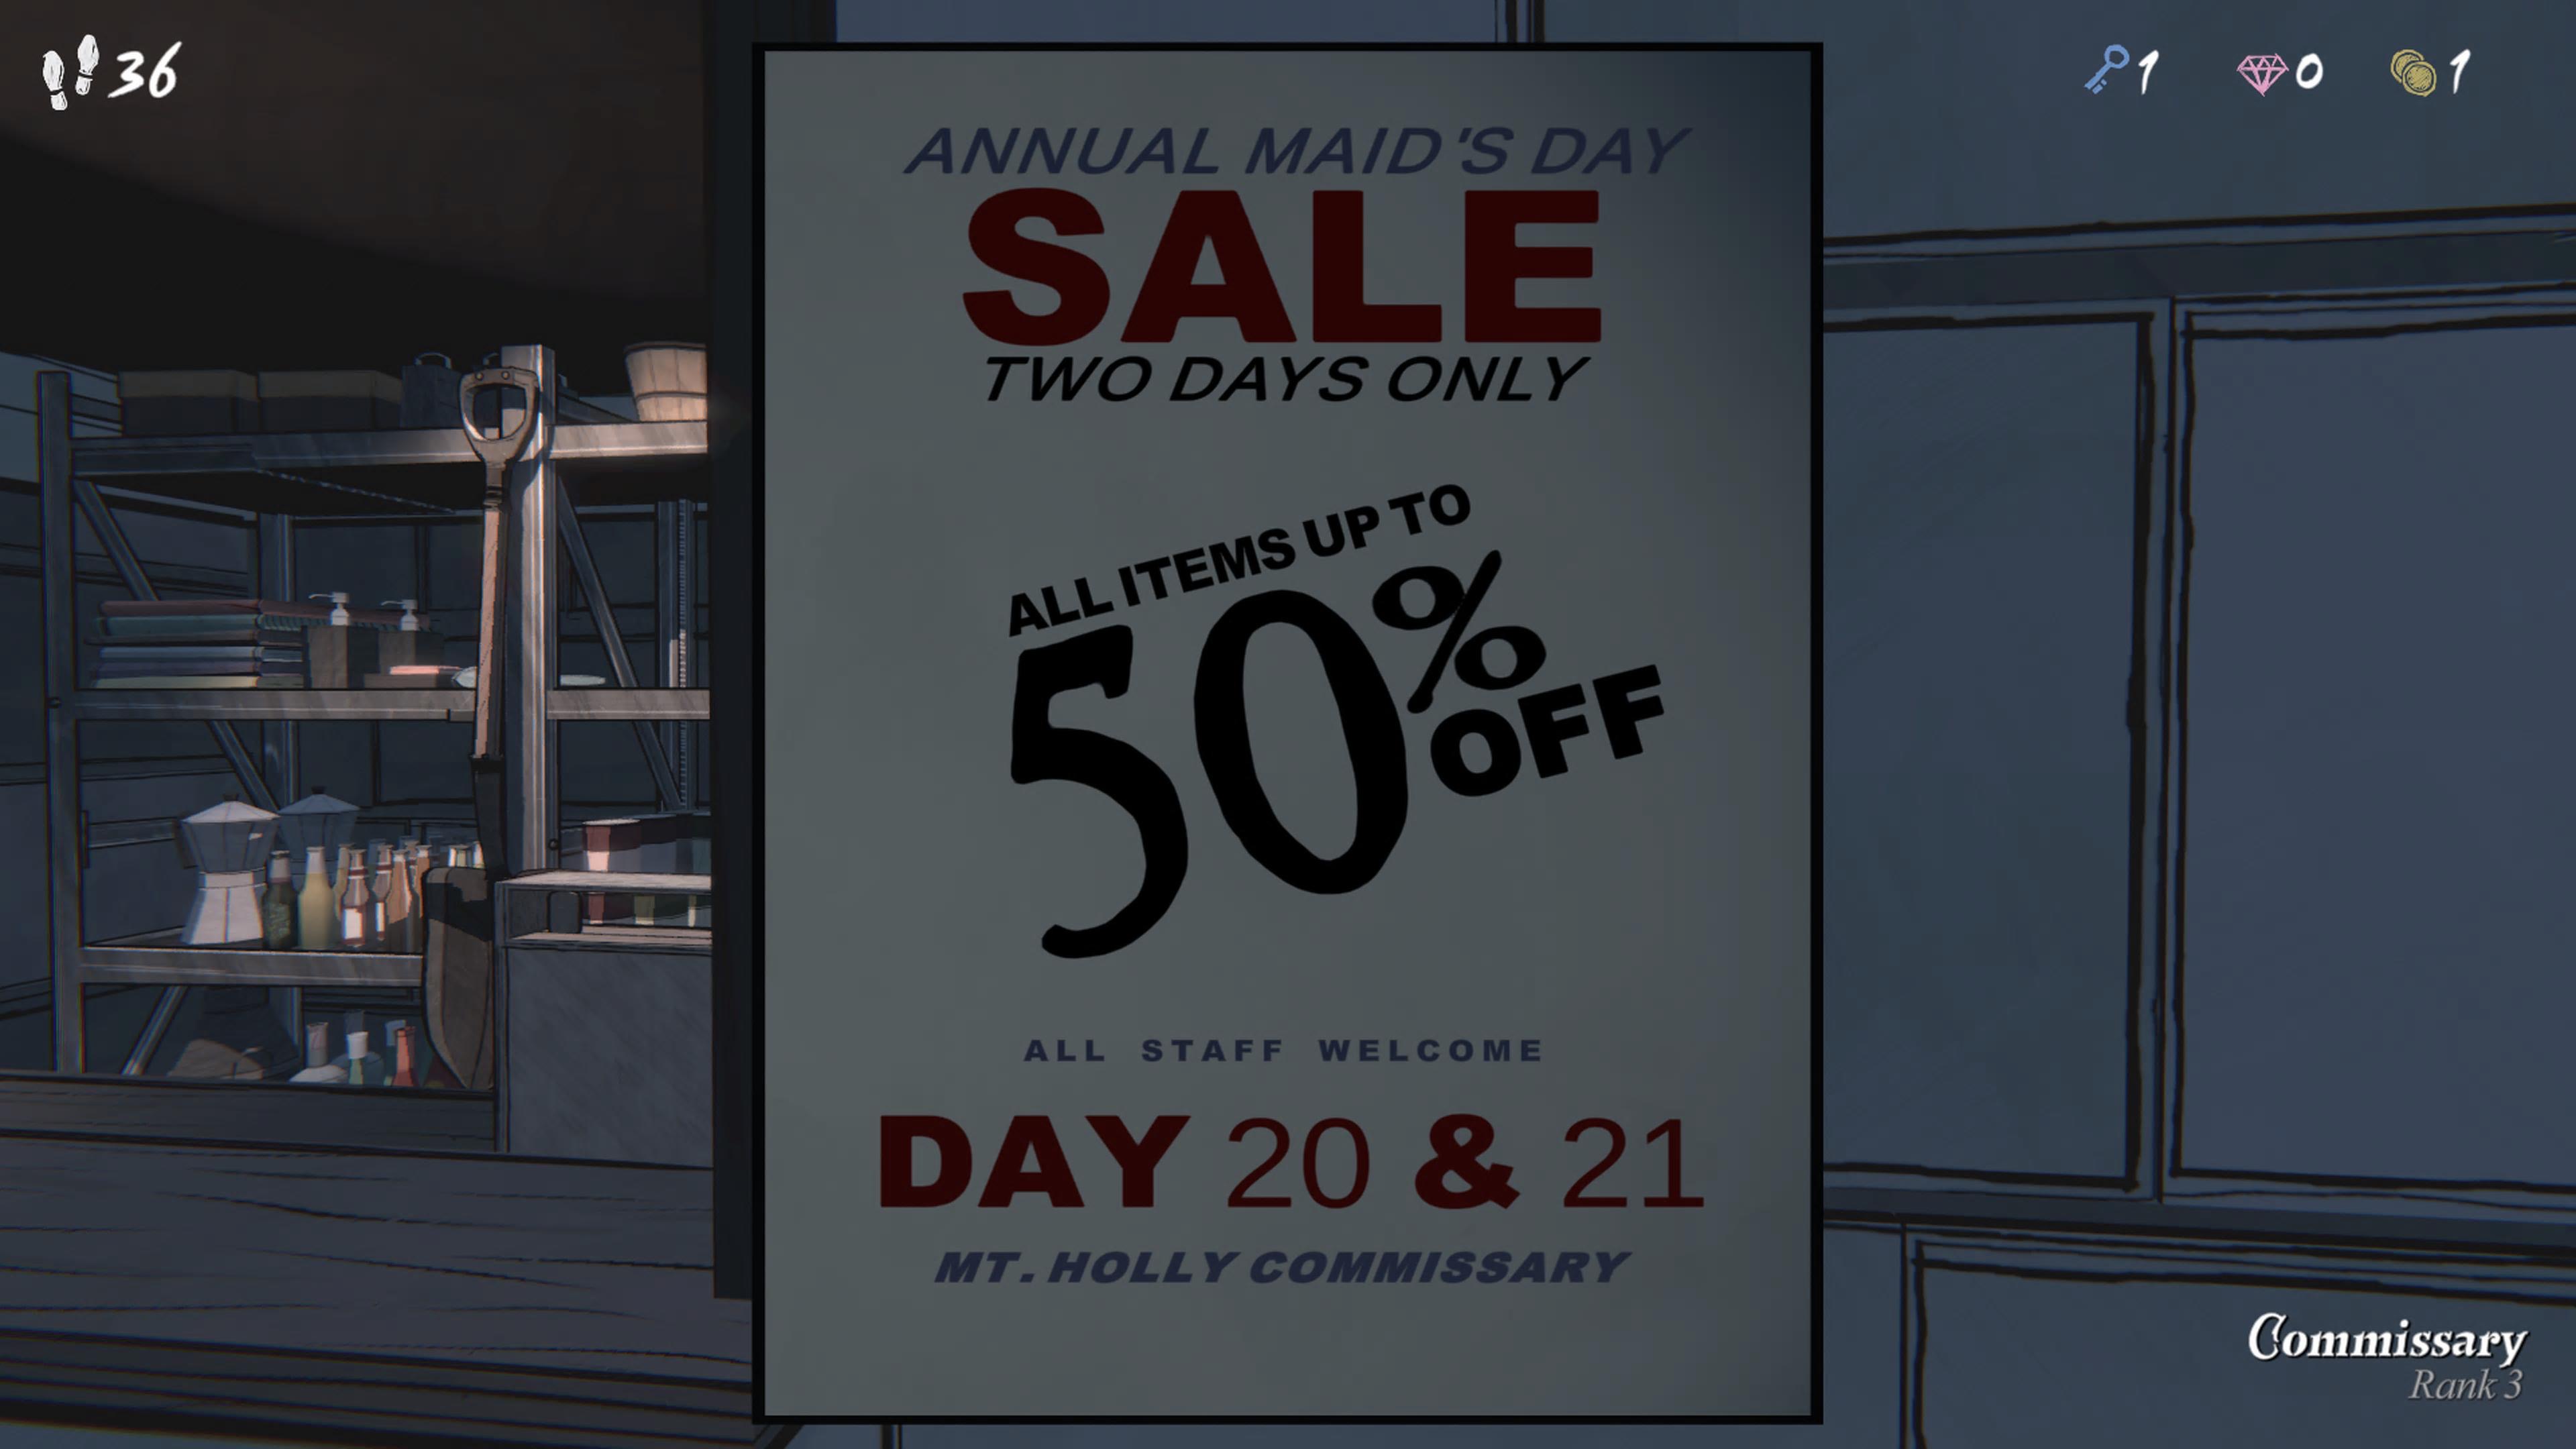 36
1 0 1
ANNUAL MAID'S DAY
SALE
TWO DAYS ONLY
ALL ITEMS UP TO
50%
OFF
ALL STAFF WELCOME
DAY 20 & 21
MT. HOLLY COMMISSARY
Commissary
Rank 3